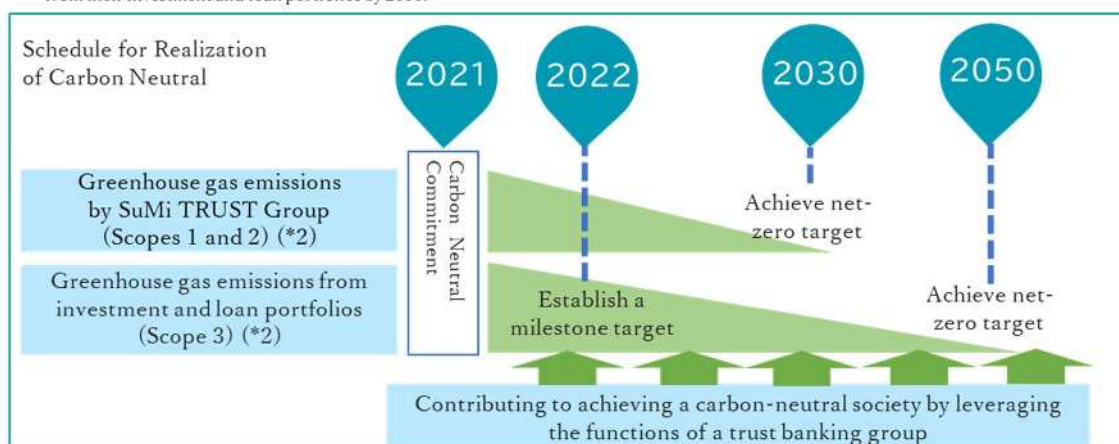 Schedule for Realization
of Carbon Neutral
2021
2022
2030
2050
Carbon Neutral
Commitment
Greenhouse gas emissions
by SuMi TRUST Group
(Scopes 1 and 2) (*2)
Achieve net-
zero target
Greenhouse gas emissions from
investment and loan portfolios
(Scope 3) (*2)
Establish a
milestone target
Achieve net-
zero target
Contributing to achieving a carbon-neutral society by leveraging
the functions of a trust banking group